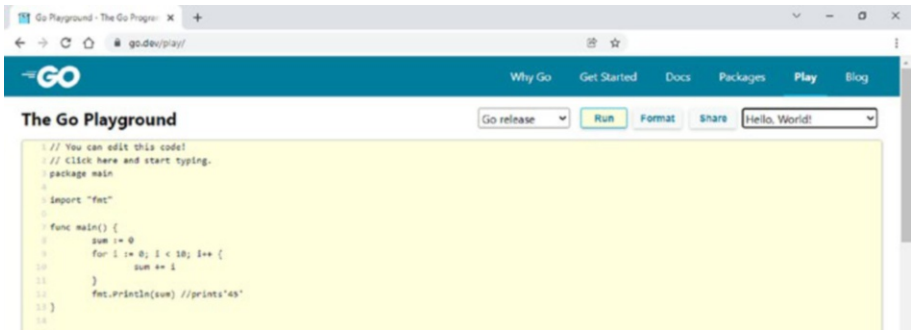 Go Playground - The Go Progra
go.dev/play/
GO
Why Go Get Started Docs Packages Play Blog
The Go Playground
Go release Run Format Share Hello, World!
1 // You can edit this code!
2 // Click here and start typing.
3 package main
4
5 import "fmt"
6
7 func main() {
8 sum := 0
9 for i := 0; i < 10; i++ {
10 sum += i
11 }
12 fmt.Println(sum) //prints'45'
13 }
14